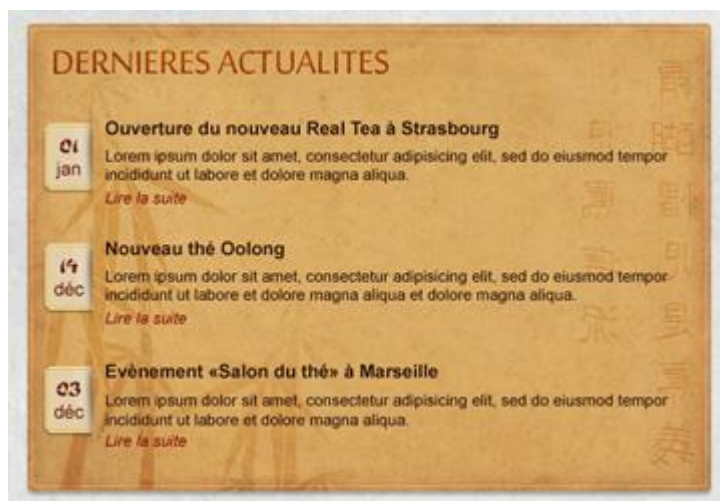 DERNIERES ACTUALITES
01
jan
Ouverture du nouveau Real Tea à Strasbourg
Lorem ipsum dolor sit amet, consectetur adipisicing elit, sed do eiusmod tempor
incididunt ut labore et dolore magna aliqua.
Lire la suite
14
déc
Nouveau thé Oolong
Lorem ipsum dolor sit amet, consectetur adipisicing elit, sed do eiusmod tempor
incididunt ut labore et dolore magna aliqua et dolore magna aliqua.
Lire la suite
03
déc
Evènement «Salon du thé» à Marseille
Lorem ipsum dolor sit amet, consectetur adipisicing elit, sed do eiusmod tempor
incididunt ut labore et dolore magna aliqua.
Lire la suite